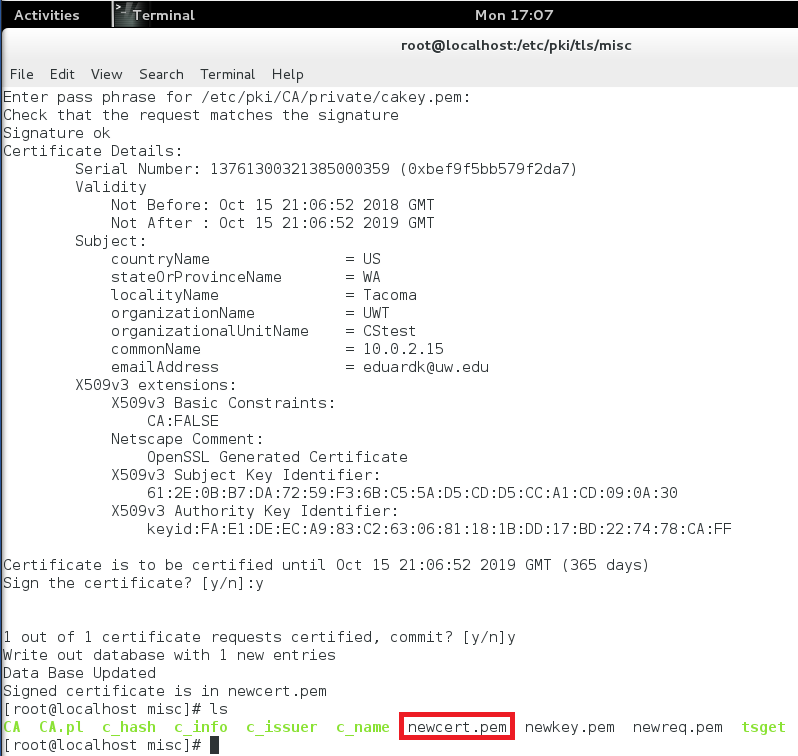 Activities Terminal Mon 17:07
root@localhost:/etc/pki/tls/misc
File Edit View Search Terminal Help
Enter pass phrase for /etc/pki/CA/private/cakey.pem:
Check that the request matches the signature
Signature ok
Certificate Details:
        Serial Number: 13761300321385000359 (0xbef9f5bb579f2da7)
        Validity
            Not Before: Oct 15 21:06:52 2018 GMT
            Not After : Oct 15 21:06:52 2019 GMT
        Subject:
            countryName               = US
            stateOrProvinceName       = WA
            localityName              = Tacoma
            organizationName          = UWT
            organizationalUnitName    = CStest
            commonName                = 10.0.2.15
            emailAddress              = eduardk@uw.edu
        X509v3 extensions:
            X509v3 Basic Constraints:
                CA:FALSE
            Netscape Comment:
                OpenSSL Generated Certificate
            X509v3 Subject Key Identifier:
                61:2E:0B:B7:DA:72:59:F3:6B:C5:5A:D5:CD:D5:CC:A1:CD:09:0A:30
            X509v3 Authority Key Identifier:
                keyid:FA:E1:DE:EC:A9:83:C2:63:06:81:18:1B:DD:17:BD:22:74:78:CA:FF
Certificate is to be certified until Oct 15 21:06:52 2019 GMT (365 days)
Sign the certificate? [y/n]:y
1 out of 1 certificate requests certified, commit? [y/n]y
Write out database with 1 new entries
Data Base Updated
Signed certificate is in newcert.pem
[root@localhost misc]# ls
CA  CA.pl  c_hash  c_info  c_issuer  c_name  newcert.pem  newkey.pem  newreq.pem  tsget
[root@localhost misc]#